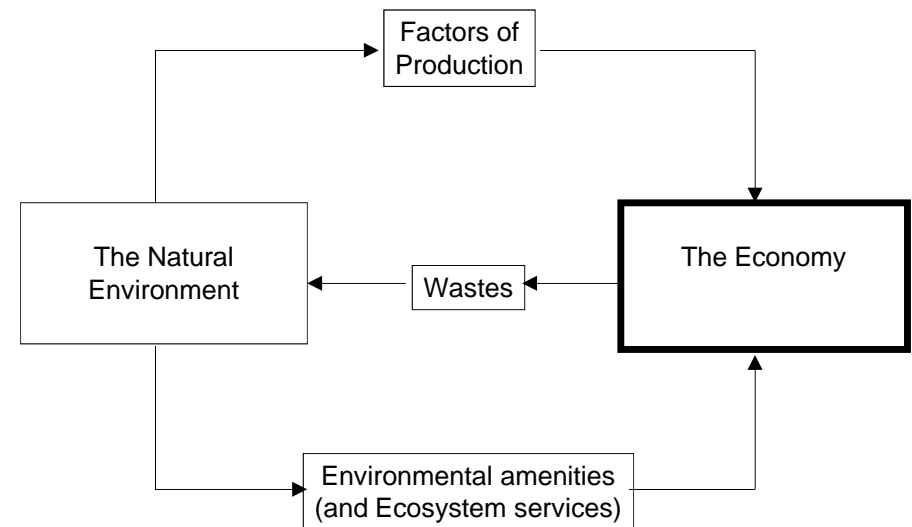 Factors of
Production
The Natural
Environment
Wastes
The Economy
Environmental amenities
(and Ecosystem services)